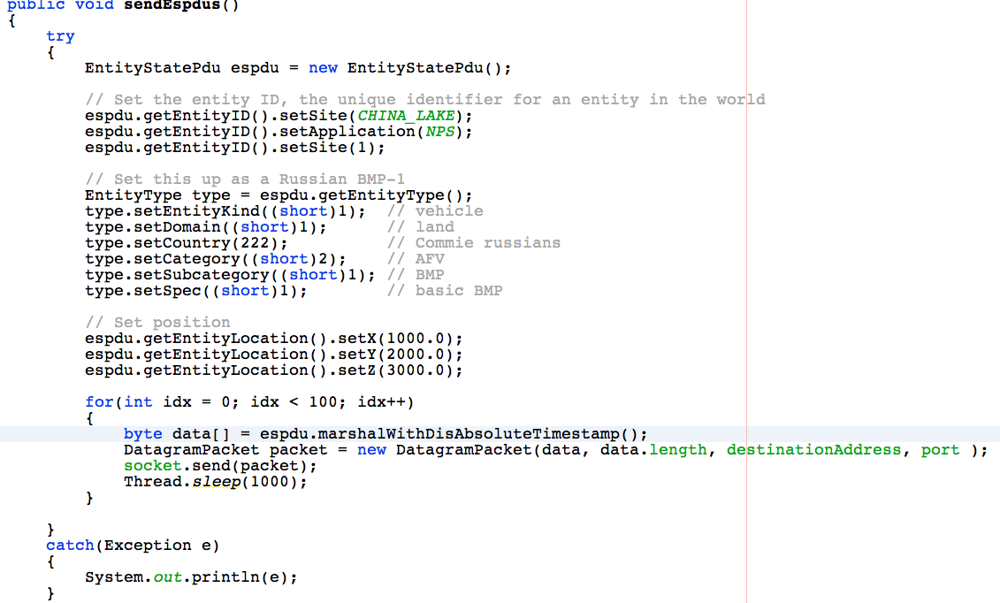 public void sendEspdus()
{
    try
    {
        EntityStatePdu espdu = new EntityStatePdu();

        // Set the entity ID, the unique identifier for an entity in the world
        espdu.getEntityID().setSite(CHINA_LAKE);
        espdu.getEntityID().setApplication(NPS);
        espdu.getEntityID().setSite(1);

        // Set this up as a Russian BMP-1
        EntityType type = espdu.getEntityType();
        type.setEntityKind((short)1);  // vehicle
        type.setDomain((short)1);      // land
        type.setCountry(222);          // Commie russians
        type.setCategory((short)2);    // AFV
        type.setSubcategory((short)1); // BMP
        type.setSpec((short)1);        // basic BMP

        // Set position
        espdu.getEntityLocation().setX(1000.0);
        espdu.getEntityLocation().setY(2000.0);
        espdu.getEntityLocation().setZ(3000.0);

        for(int idx = 0; idx < 100; idx++)
        {
            byte data[] = espdu.marshalWithDisAbsoluteTimestamp();
            DatagramPacket packet = new DatagramPacket(data, data.length, destinationAddress, port );
            socket.send(packet);
            Thread.sleep(1000);
        }

    }
    catch(Exception e)
    {
        System.out.println(e);
    }